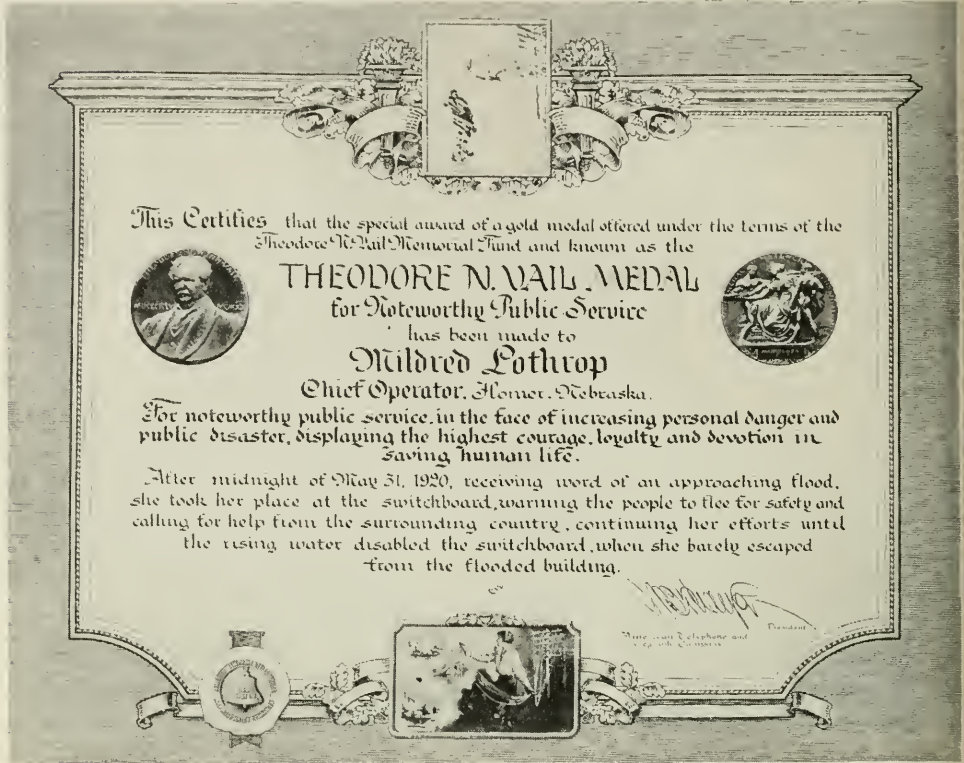 This Certifies that the special award of a gold medal offered under the terms of the
Theodore N. Vail Memorial Fund and known as the
THEODORE N. VAIL MEDAL
for Noteworthy Public Service
has been made to
Mildred Lothrop
Chief Operator, Homer, Nebraska.
For noteworthy public service, in the face of increasing personal danger and
public disaster, displaying the highest courage, loyalty and devotion in
saving human life.
After midnight of May 31, 1920, receiving word of an approaching flood,
she took her place at the switchboard, warning the people to flee for safety and
calling for help from the surrounding country, continuing her efforts until
the rising water disabled the switchboard, when she barely escaped
from the flooded building.
President
American Telephone and
Telegraph Company